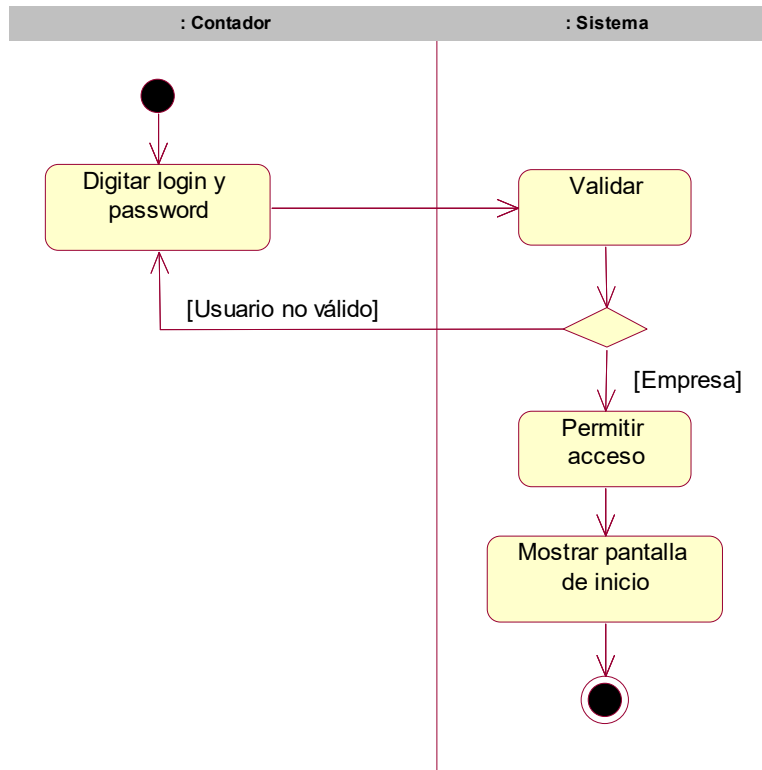 : Contador
: Sistema
Digitar login y
password
Validar
[Usuario no válido]
[Empresa]
Permitir
acceso
Mostrar pantalla
de inicio